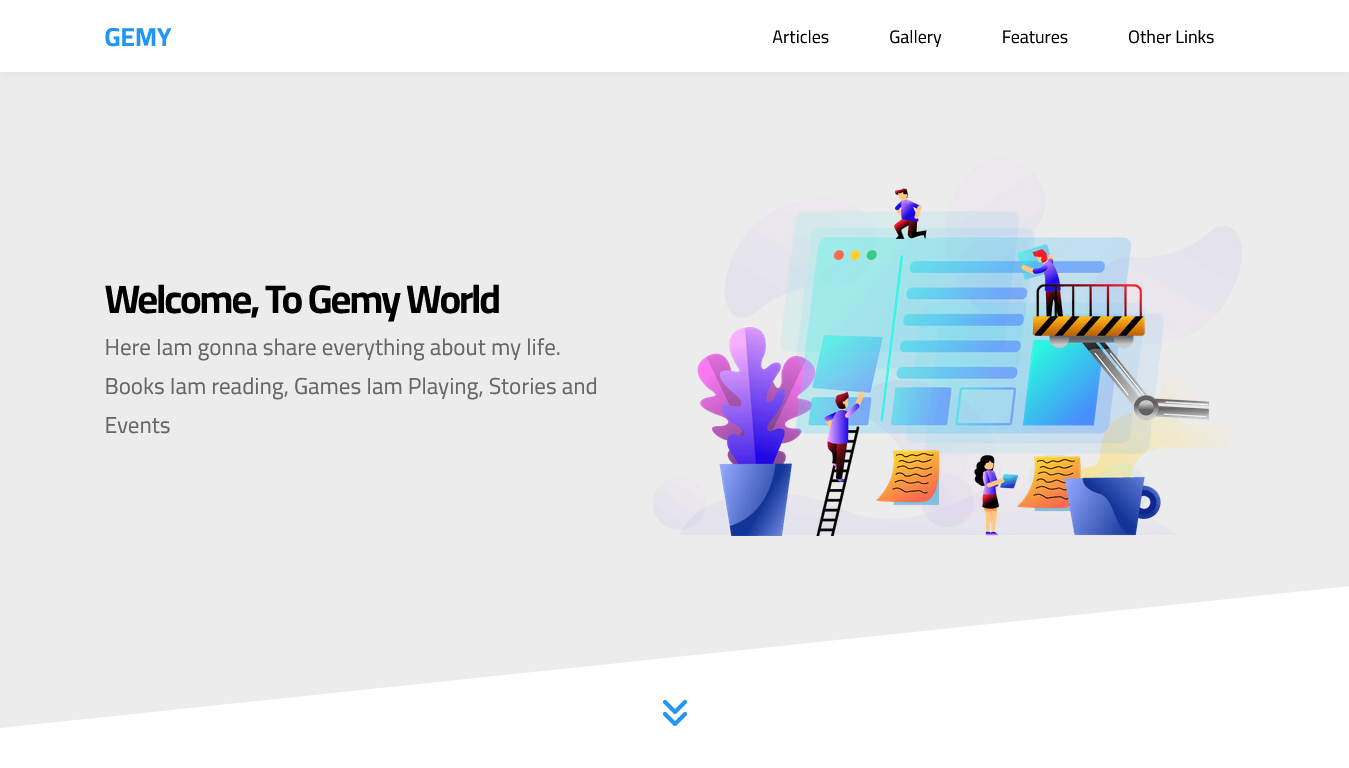 GEMY
Articles
Gallery
Features
Other Links
Welcome, To Gemy World
Here Iam gonna share everything about my life.
Books Iam reading, Games Iam Playing, Stories and
Events